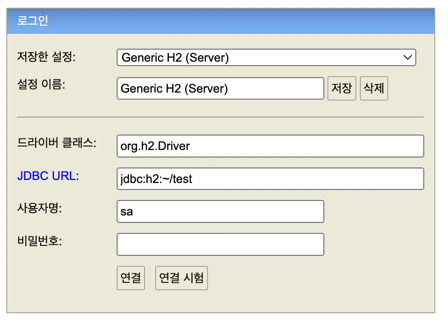 로그인
저장한 설정: Generic H2 (Server)
설정 이름: Generic H2 (Server) 저장 삭제
드라이버 클래스: org.h2.Driver
JDBC URL: jdbc:h2:~/test
사용자명: sa
비밀번호:
연결 연결 시험